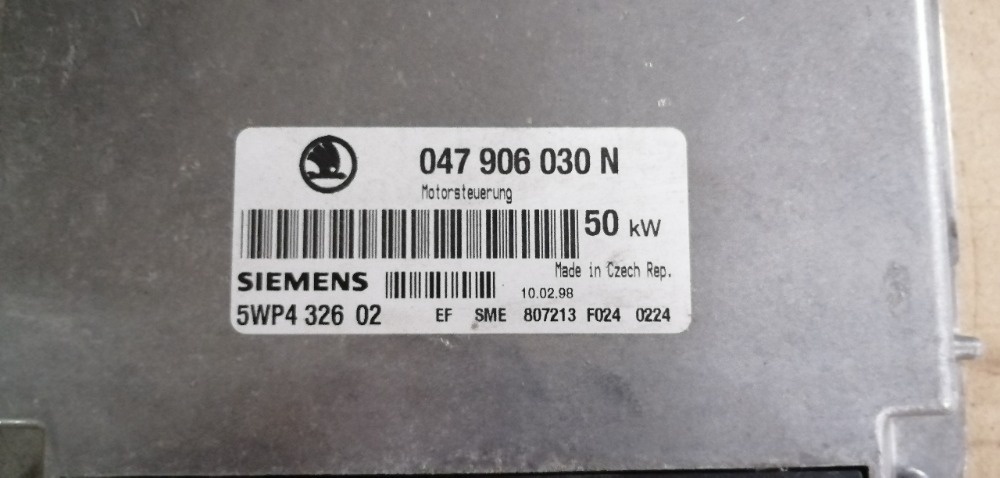 047 906 030 N
Motorsteuerung
50 kW
Made in Czech Rep.
SIEMENS
10.02.98
5WP4 326 02 EF SME 807213 F024 0224